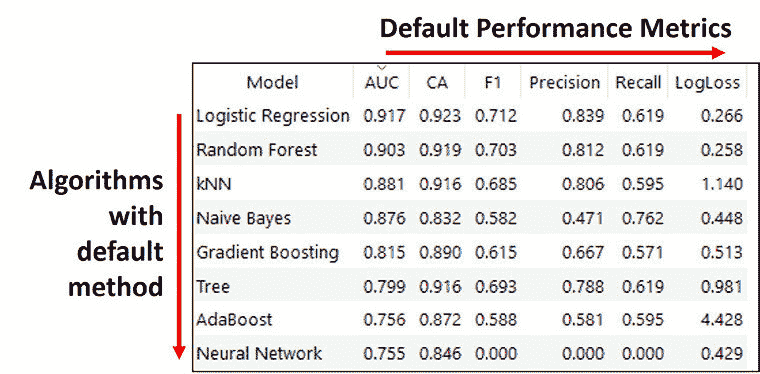 Default Performance Metrics
Model AUC CA F1 Precision Recall LogLoss
Logistic Regression 0.917 0.923 0.712 0.839 0.619 0.266
Random Forest 0.903 0.919 0.703 0.812 0.619 0.258
kNN 0.881 0.916 0.685 0.806 0.595 1.140
Naive Bayes 0.876 0.832 0.582 0.471 0.762 0.448
Gradient Boosting 0.815 0.890 0.615 0.667 0.571 0.513
Tree 0.799 0.916 0.693 0.788 0.619 0.981
AdaBoost 0.756 0.872 0.588 0.581 0.595 4.428
Neural Network 0.755 0.846 0.000 0.000 0.000 0.429
Algorithms
with
default
method